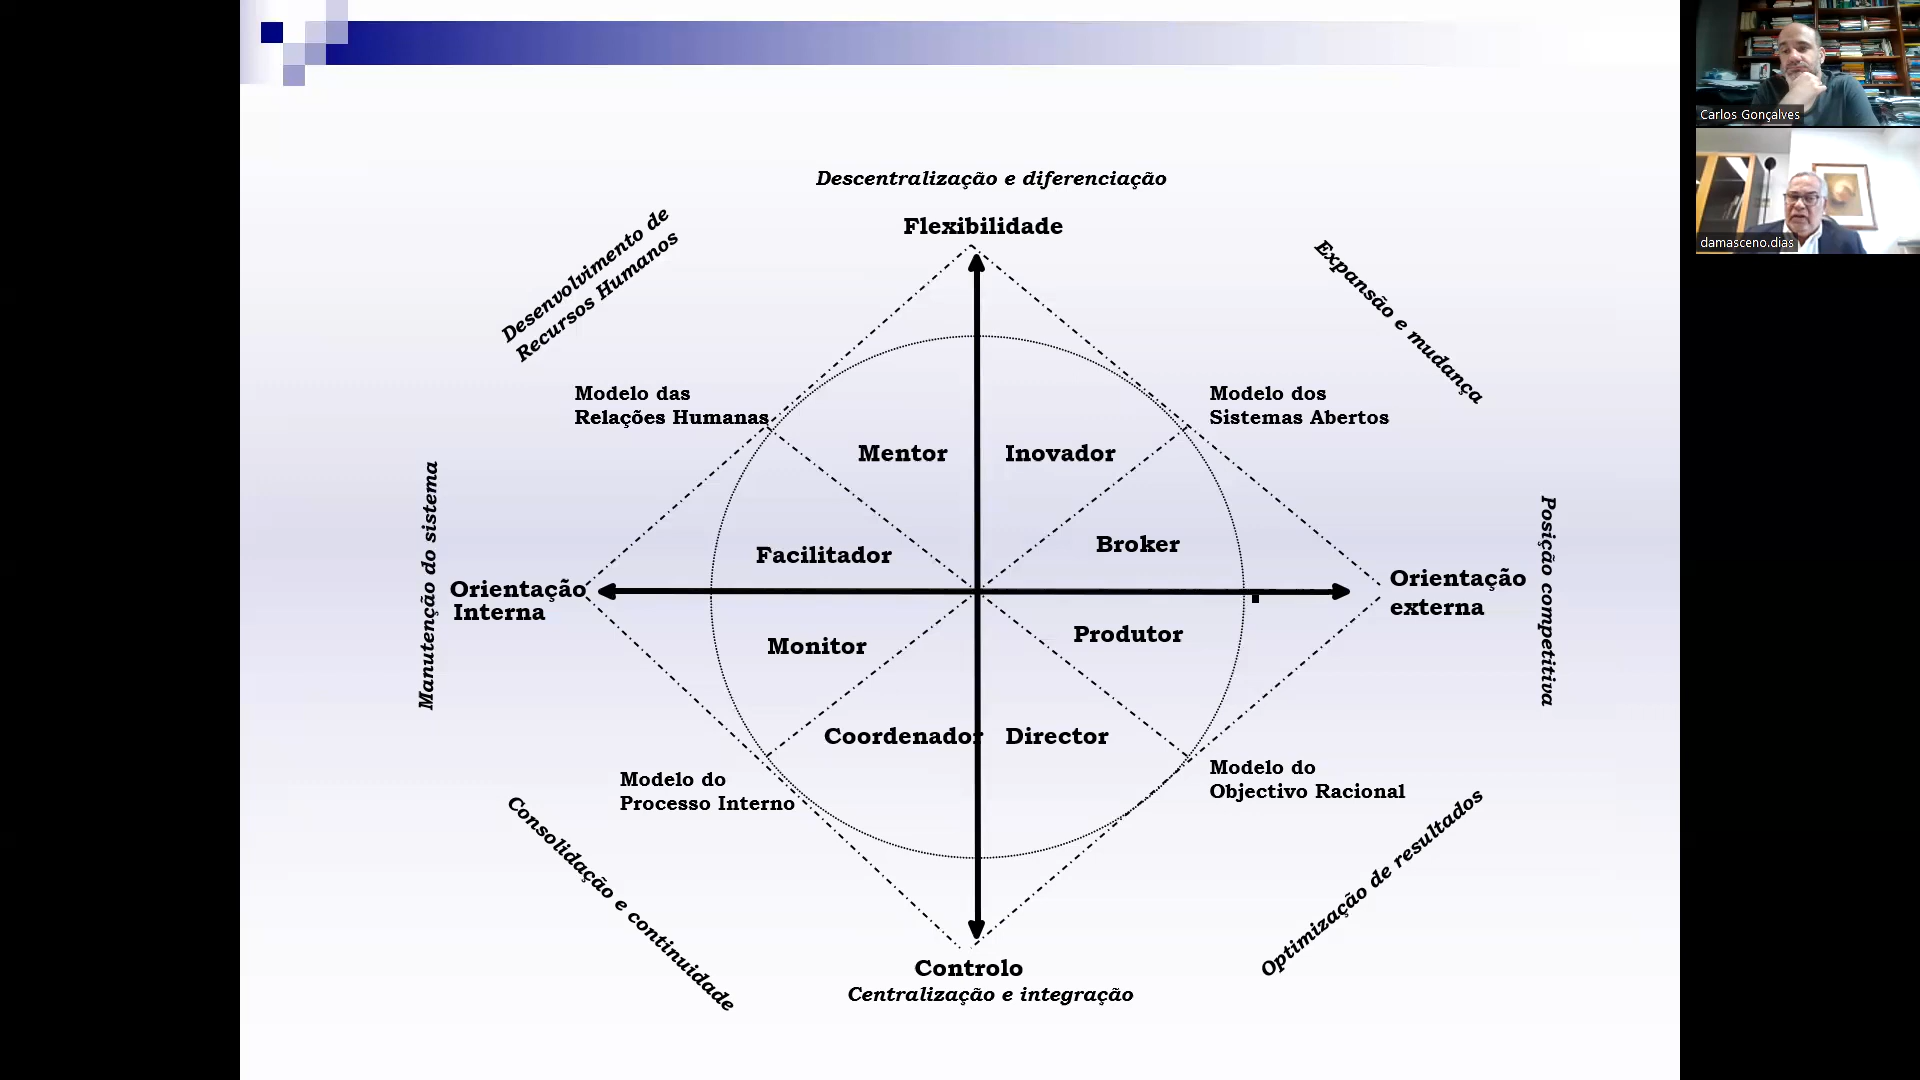 Descentralização e diferenciação
Flexibilidade
Desenvolvimento de
Recursos Humanos
Expansão e mudança
Modelo das
Relações Humanas
Modelo dos
Sistemas Abertos
Mentor
Inovador
Facilitador
Broker
Manutenção do sistema
Orientação
Interna
Orientação
externa
Posição competitiva
Monitor
Produtor
Coordenador
Director
Modelo do
Processo Interno
Modelo do
Objectivo Racional
Consolidação e continuidade
Optimização de resultados
Controlo
Centralização e integração
Carlos Gonçalves
damasceno.dias